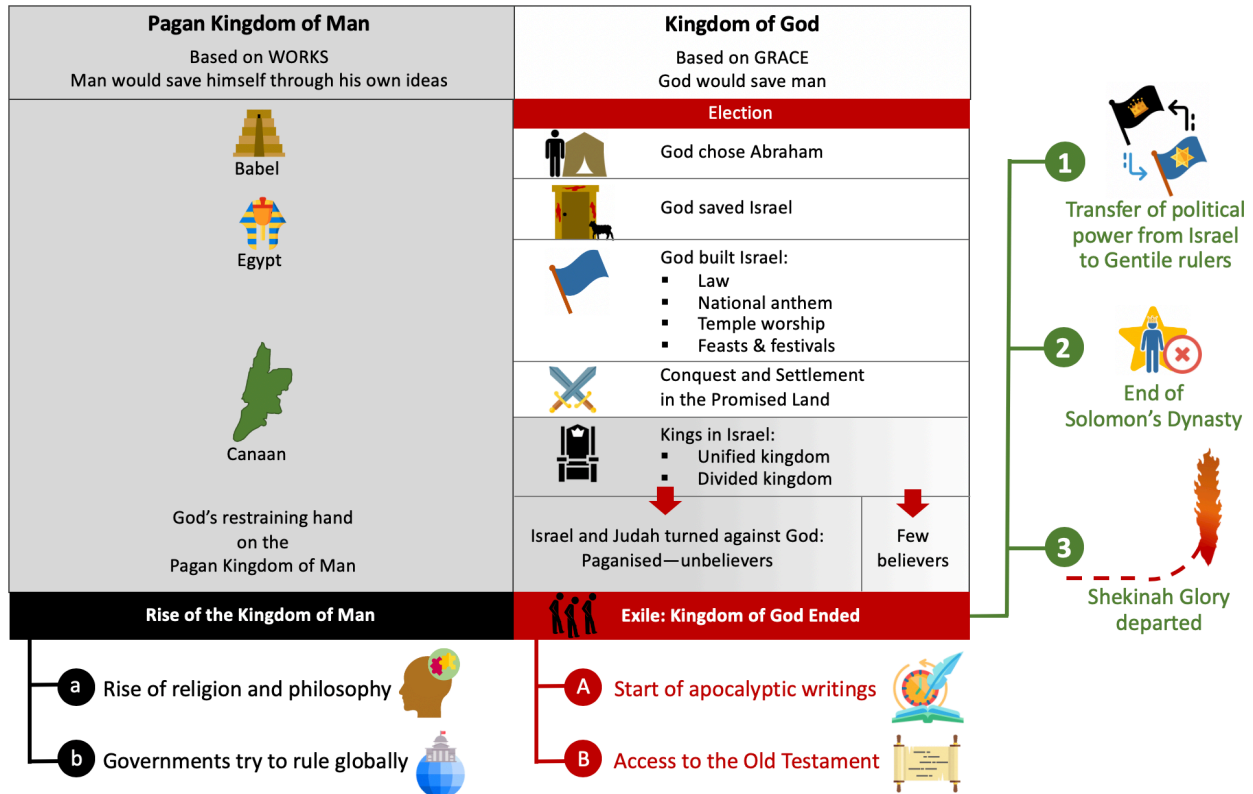 Pagan Kingdom of Man
Based on WORKS
Man would save himself through his own ideas
Kingdom of God
Based on GRACE
God would save man
Babel
Egypt
Canaan
God's restraining hand
on the
Pagan Kingdom of Man
Election
God chose Abraham
God saved Israel
God built Israel:
▪ Law
▪ National anthem
▪ Temple worship
▪ Feasts & festivals
Conquest and Settlement
in the Promised Land
Kings in Israel:
▪ Unified kingdom
▪ Divided kingdom
Israel and Judah turned against God:
Paganised—unbelievers
Few
believers
Rise of the Kingdom of Man
Exile: Kingdom of God Ended
a Rise of religion and philosophy
b Governments try to rule globally
A Start of apocalyptic writings
B Access to the Old Testament
1
Transfer of political
power from Israel
to Gentile rulers
2
End of
Solomon's Dynasty
3
Shekinah Glory
departed